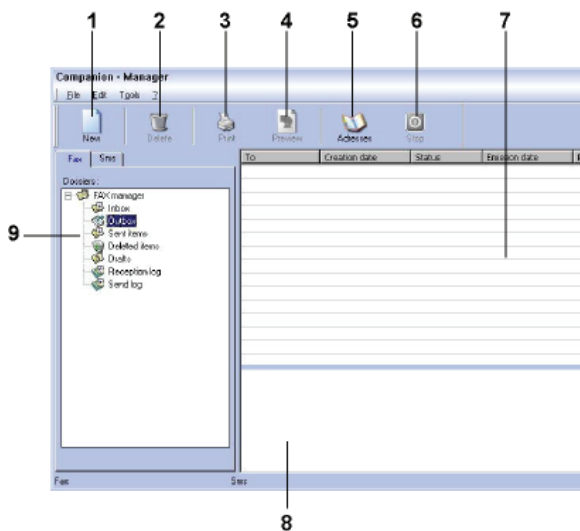 1 2 3 4 5 6 7
Companion - Manager
File Edit Tools ?
New Delete Print Preview Adresses Stop
Fax Sms
To Creation date Status Emission date
Dossiers :
FAX manager
Inbox
Outbox
9
Sent items
Deleted items
Drafts
Reception log
Send log
Fax Sms
8